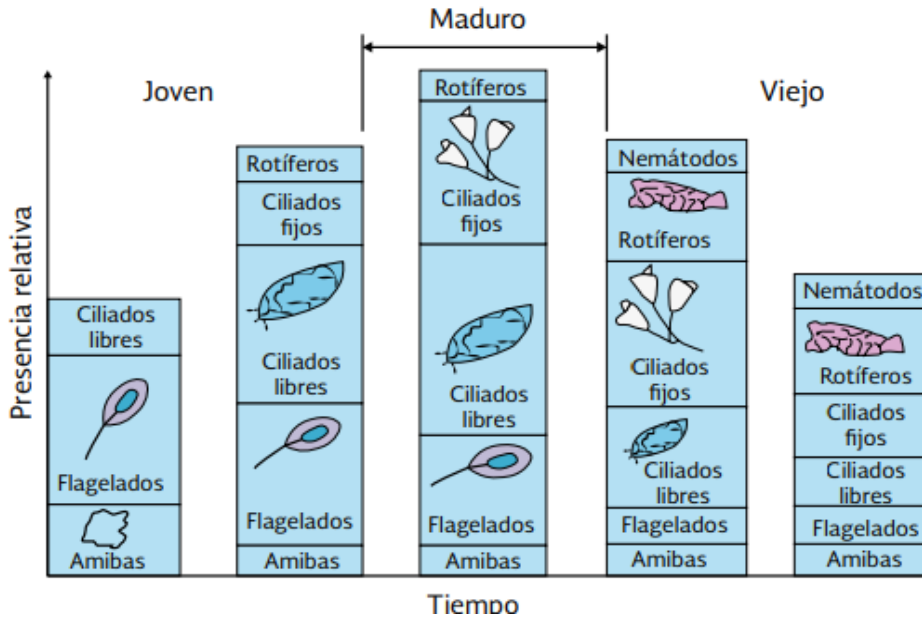 Maduro
Joven
Viejo
Presencia relativa
Ciliados
libres
Flagelados
Amibas
Rotíferos
Ciliados
fijos
Ciliados
libres
Flagelados
Amibas
Rotíferos
Ciliados
fijos
Ciliados
libres
Flagelados
Amibas
Nemátodos
Rotíferos
Ciliados
fijos
Ciliados
libres
Flagelados
Amibas
Nemátodos
Rotíferos
Ciliados
fijos
Ciliados
libres
Flagelados
Amibas
Tiempo